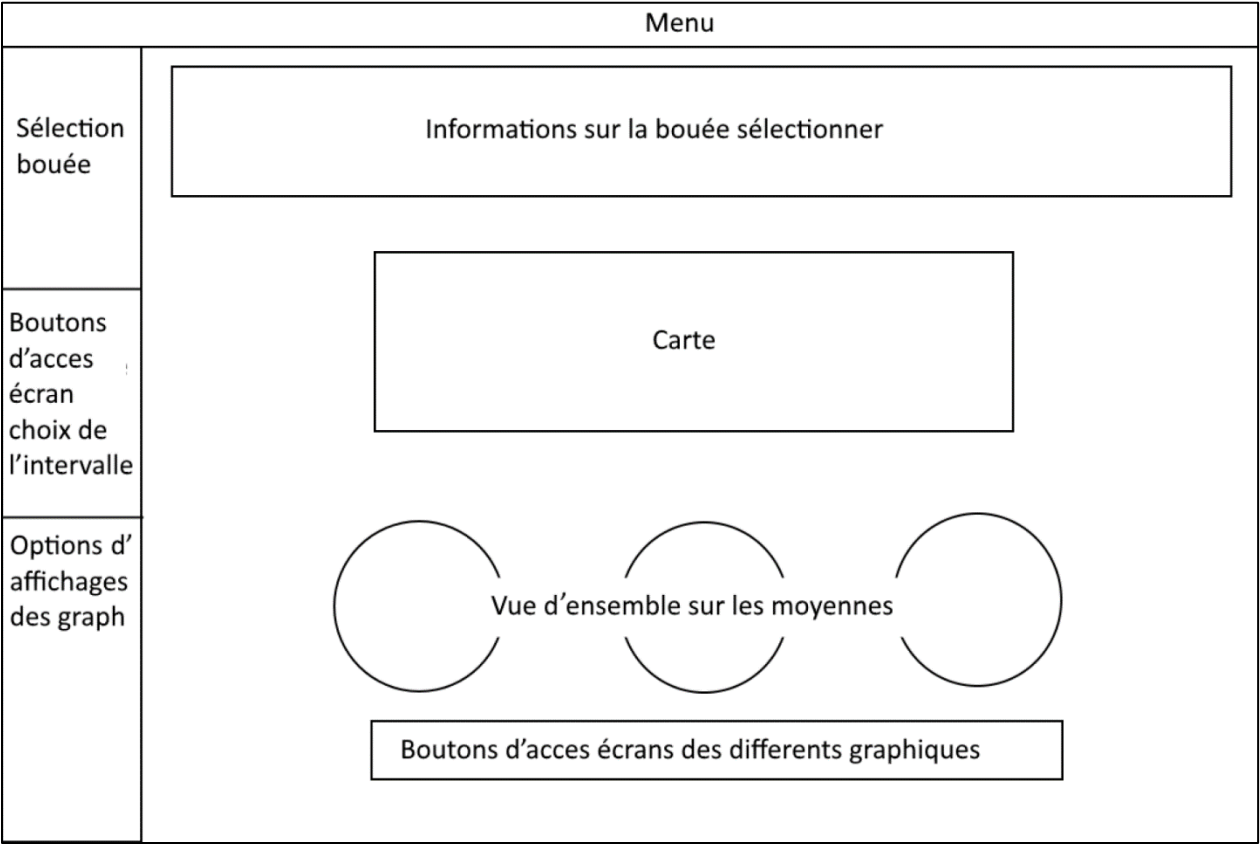 Menu
Sélection
bouée
Informations sur la bouée sélectionner
Boutons
d’acces
écran
choix de
l’intervalle
Carte
Options d’
affichages
des graph
Vue d’ensemble sur les moyennes
Boutons d’acces écrans des differents graphiques